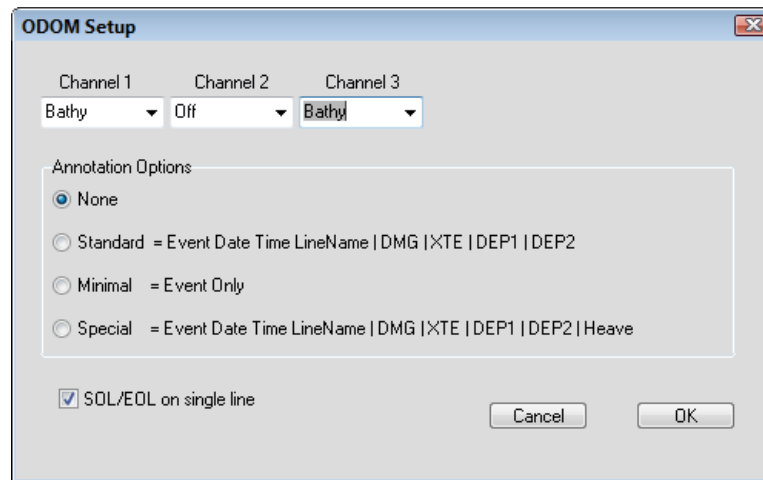 ODOM Setup
Channel 1 Channel 2 Channel 3
Bathy Off Bathy
Annotation Options
None
Standard = Event Date Time LineName | DMG | XTE | DEP1 | DEP2
Minimal = Event Only
Special = Event Date Time LineName | DMG | XTE | DEP1 | DEP2 | Heave
SOL/EOL on single line
Cancel OK